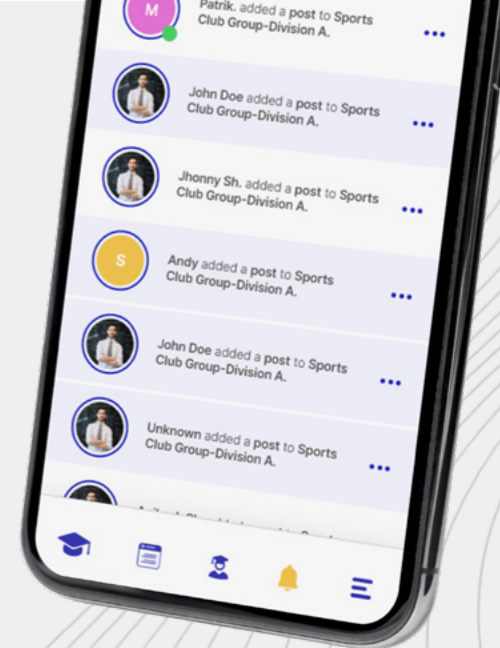 M
Patrik. added a post to Sports
Club Group-Division A.
John Doe added a post to Sports
Club Group-Division A.
Jhonny Sh. added a post to Sports
Club Group-Division A.
S
Andy added a post to Sports
Club Group-Division A.
John Doe added a post to Sports
Club Group-Division A.
Unknown added a post to Sports
Club Group-Division A.